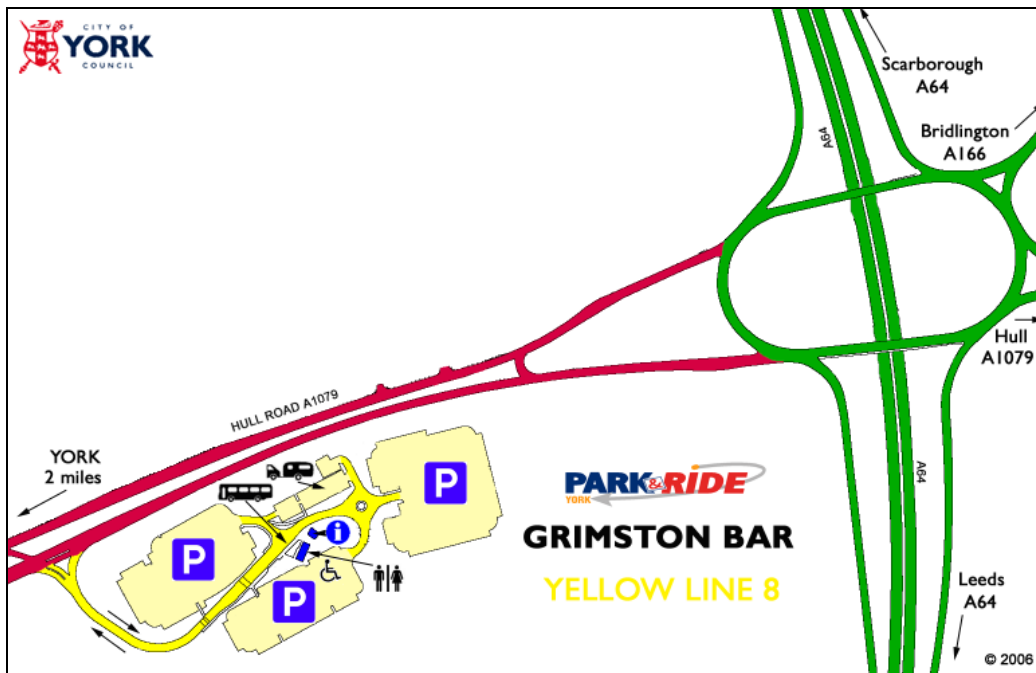 CITY OF
YORK
COUNCIL
Scarborough
A64
A64
Bridlington
A166
Hull
A1079
HULL ROAD A1079
YORK
2 miles
P
P
i
P
PARK&RIDE
YORK
GRIMSTON BAR
YELLOW LINE 8
A64
Leeds
A64
© 2006